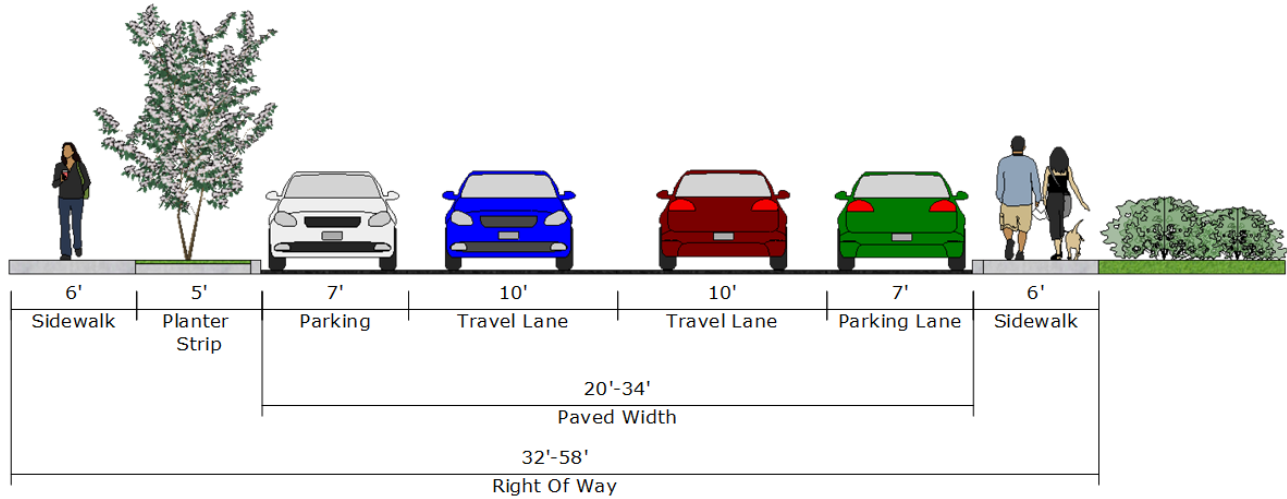 6' 5' 7' 10' 10' 7' 6'
Sidewalk Planter Strip Parking Travel Lane Travel Lane Parking Lane Sidewalk
20'-34'
Paved Width
32'-58'
Right Of Way